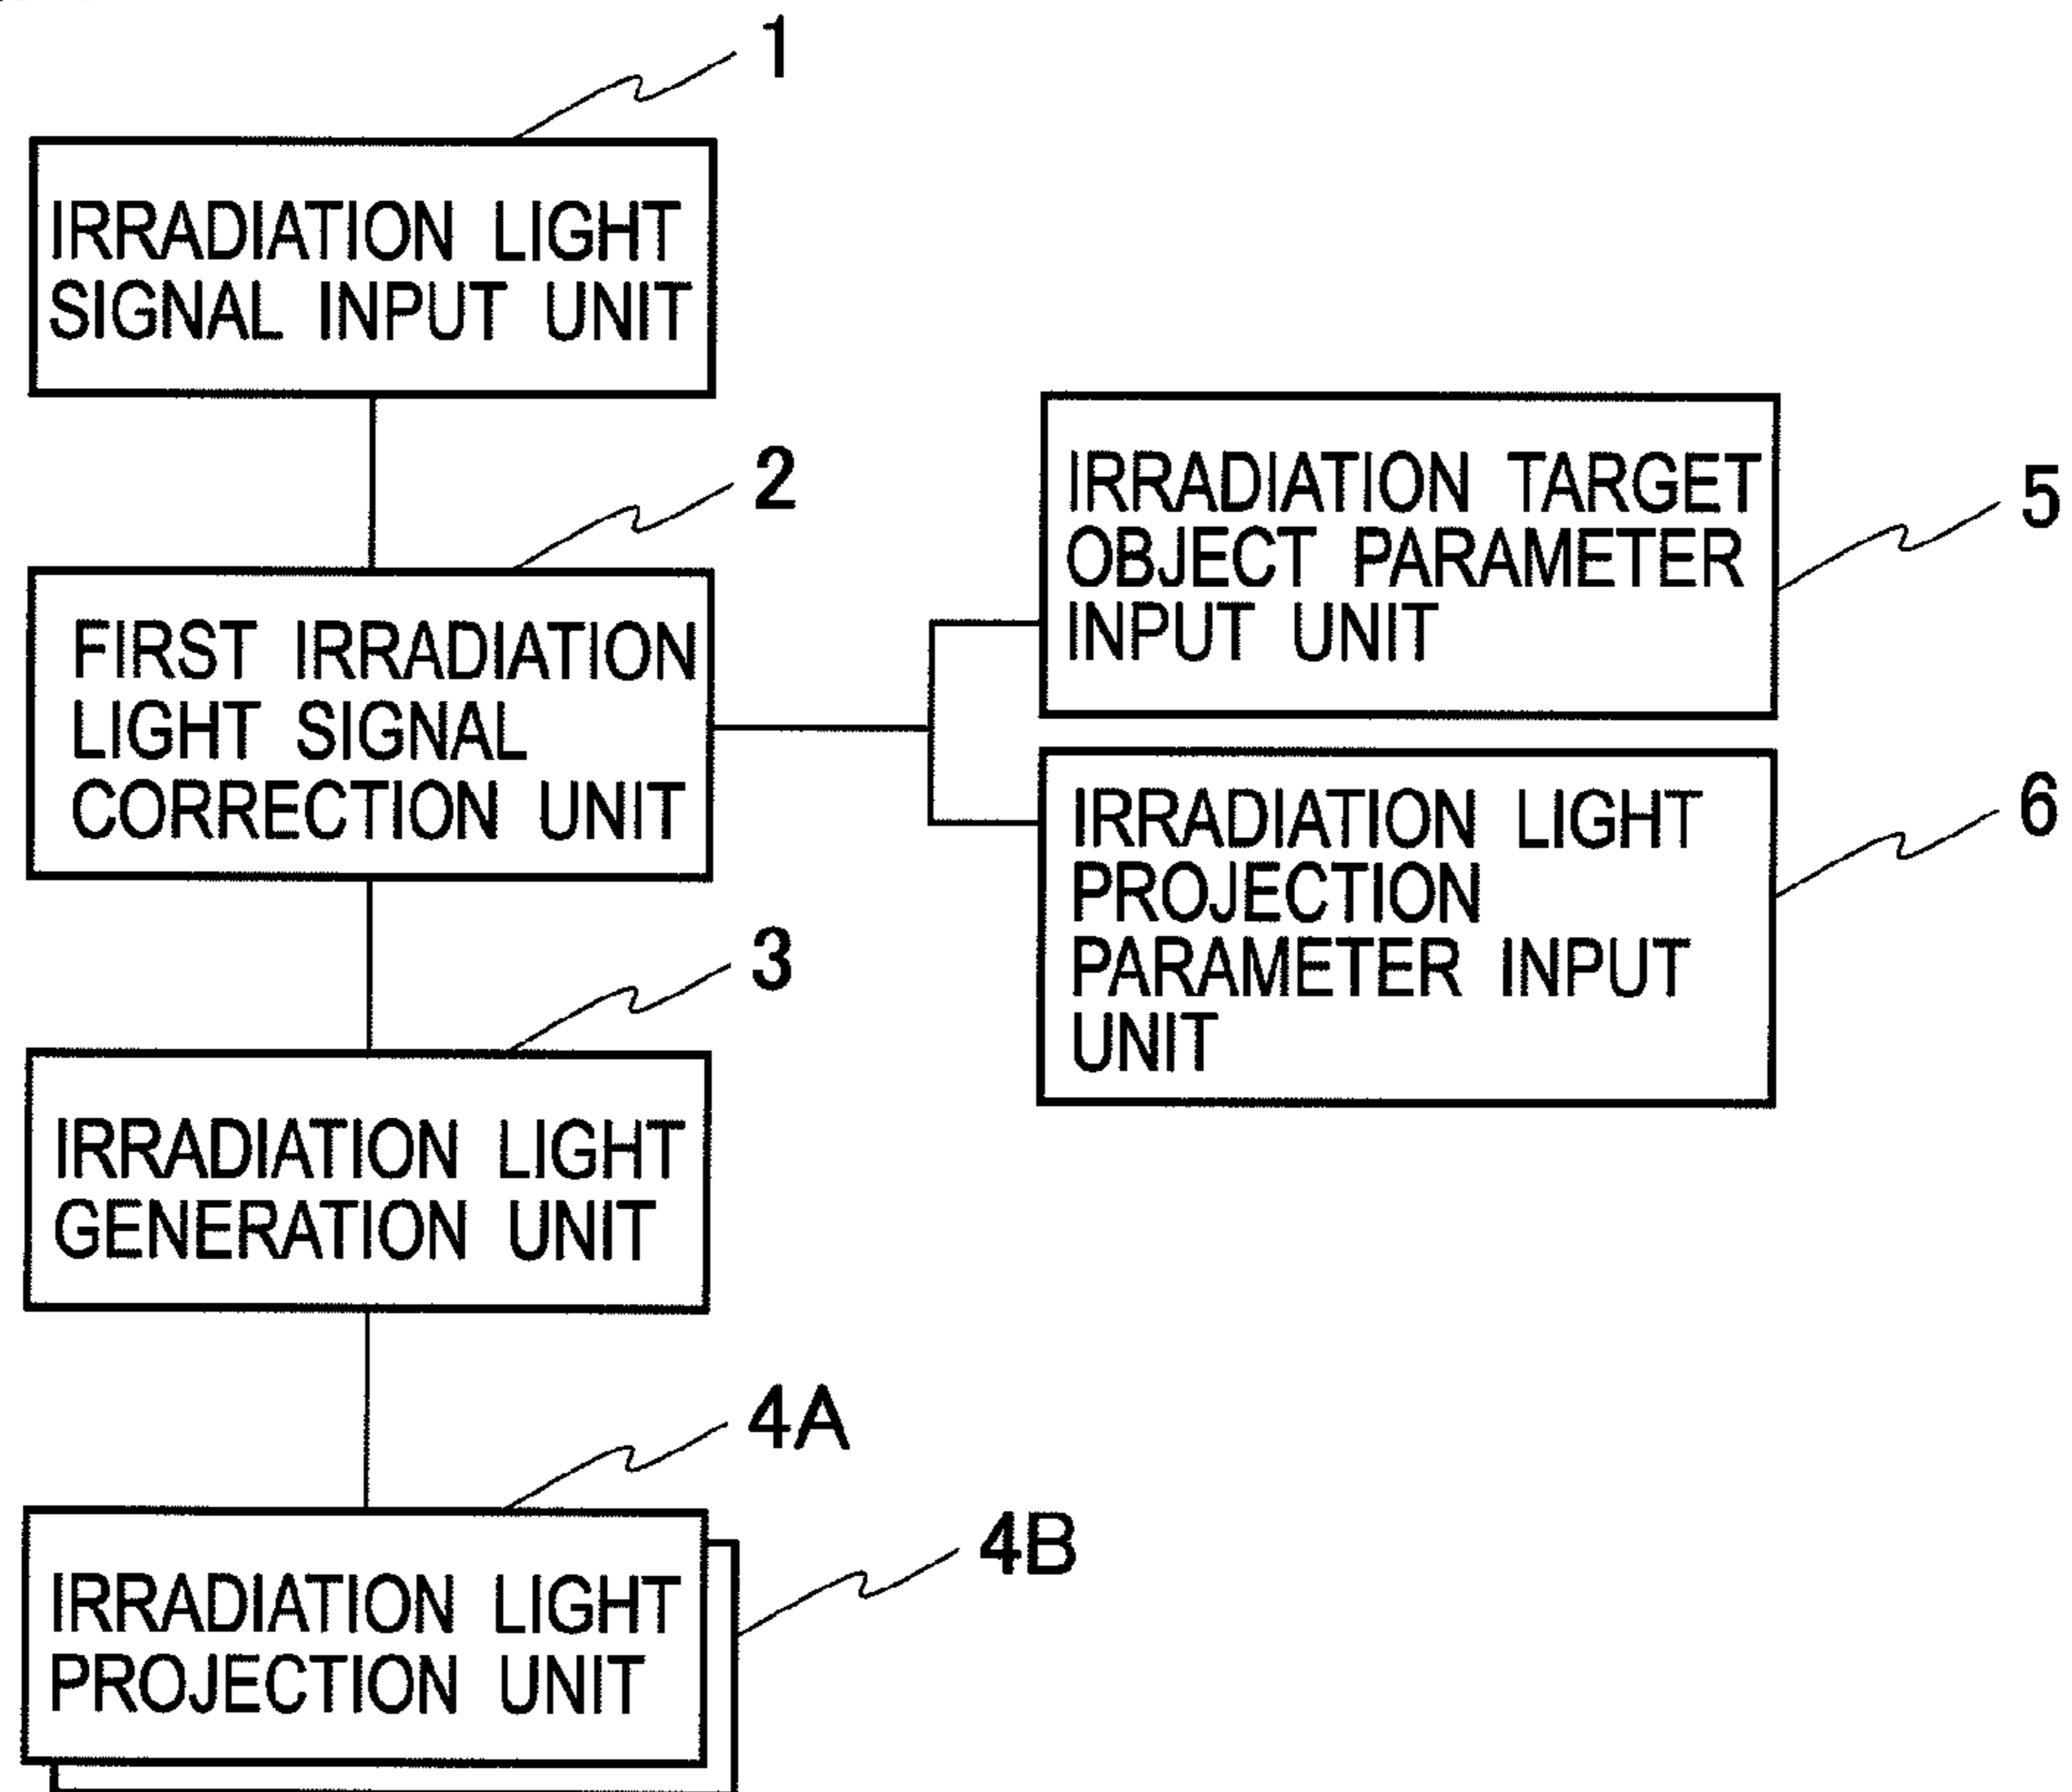 1
IRRADIATION LIGHT
SIGNAL INPUT UNIT
2
FIRST IRRADIATION
LIGHT SIGNAL
CORRECTION UNIT
5
IRRADIATION TARGET
OBJECT PARAMETER
INPUT UNIT
6
IRRADIATION LIGHT
PROJECTION
PARAMETER INPUT
UNIT
3
IRRADIATION LIGHT
GENERATION UNIT
4A
IRRADIATION LIGHT
PROJECTION UNIT
4B